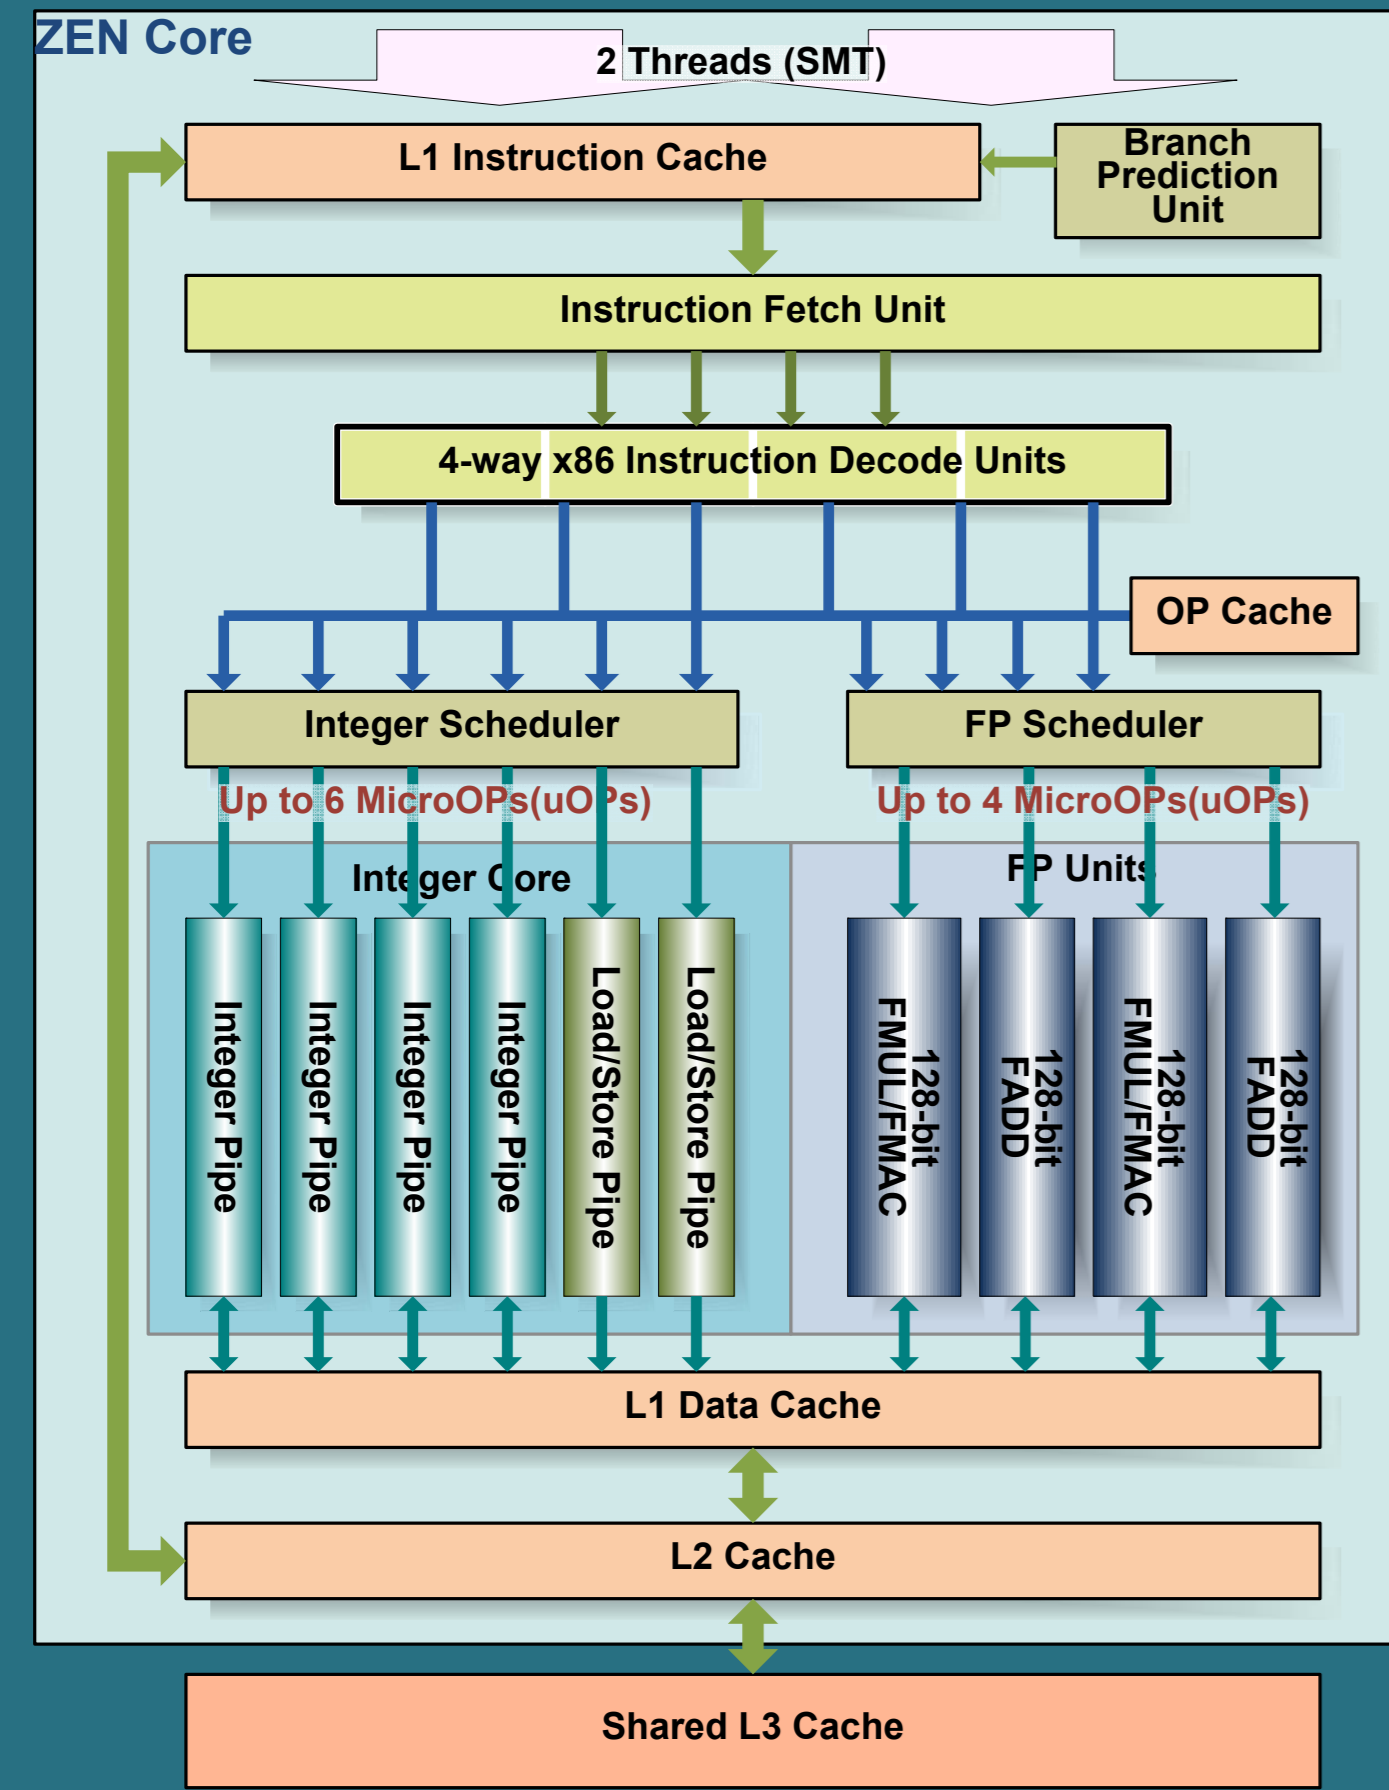 ZEN Core
2 Threads (SMT)
L1 Instruction Cache
Branch
Prediction
Unit
Instruction Fetch Unit
4-way x86 Instruction Decode Units
OP Cache
Integer Scheduler
FP Scheduler
Up to 6 MicroOPs(uOPs)
Up to 4 MicroOPs(uOPs)
Integer Core
FP Units
Integer Pipe
Integer Pipe
Integer Pipe
Integer Pipe
Load/Store Pipe
Load/Store Pipe
128-bit
FMUL/FMAC
128-bit
FADD
128-bit
FMUL/FMAC
128-bit
FADD
L1 Data Cache
L2 Cache
Shared L3 Cache